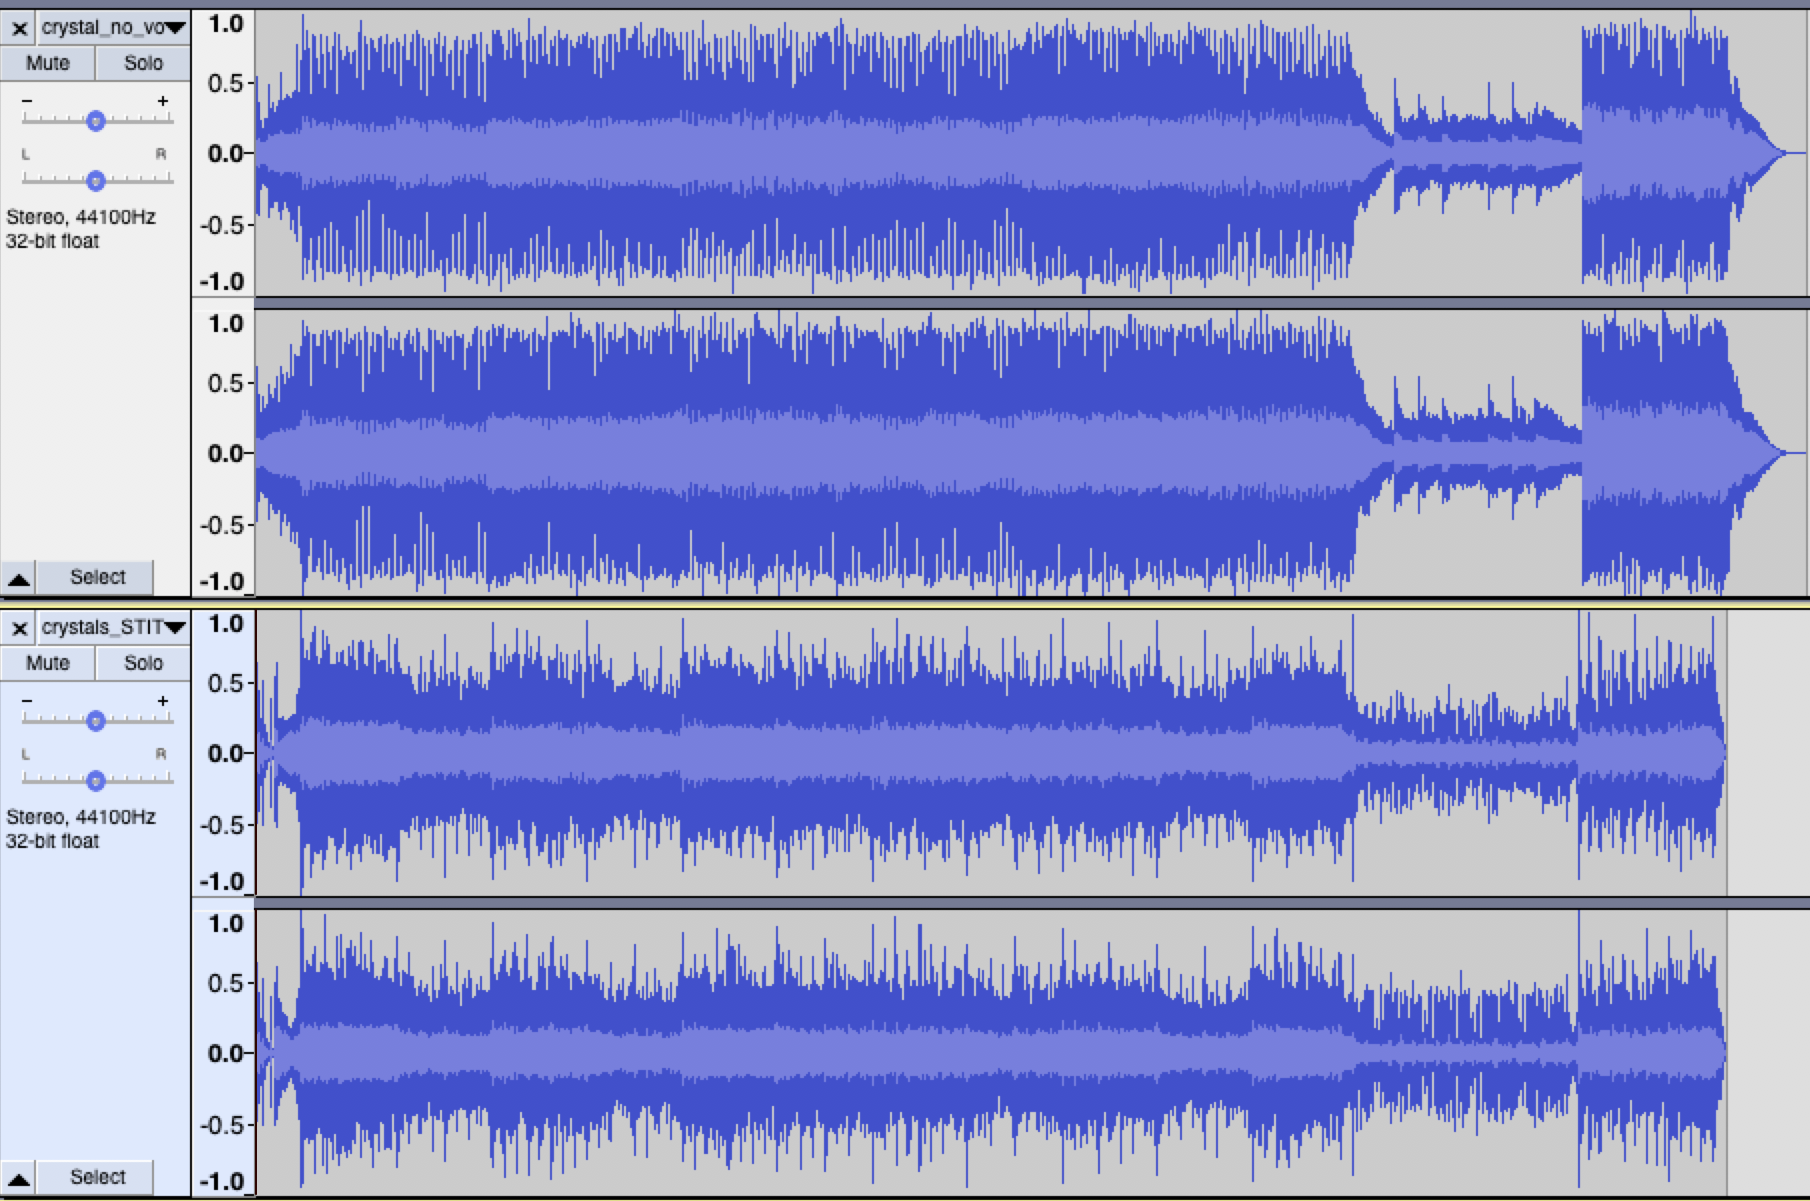 crystal_no_vo
Mute Solo
- +
L R
Stereo, 44100Hz
32-bit float
Select
1.0
0.5
0.0
-0.5
-1.0
1.0
0.5
0.0
-0.5
-1.0
crystals_STIT
Mute Solo
- +
L R
Stereo, 44100Hz
32-bit float
Select
1.0
0.5
0.0
-0.5
-1.0
1.0
0.5
0.0
-0.5
-1.0